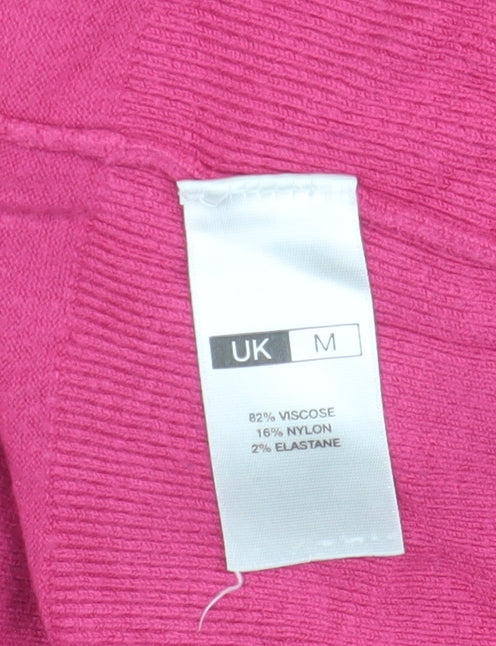 UK M
82% VISCOSE
16% NYLON
2% ELASTANE